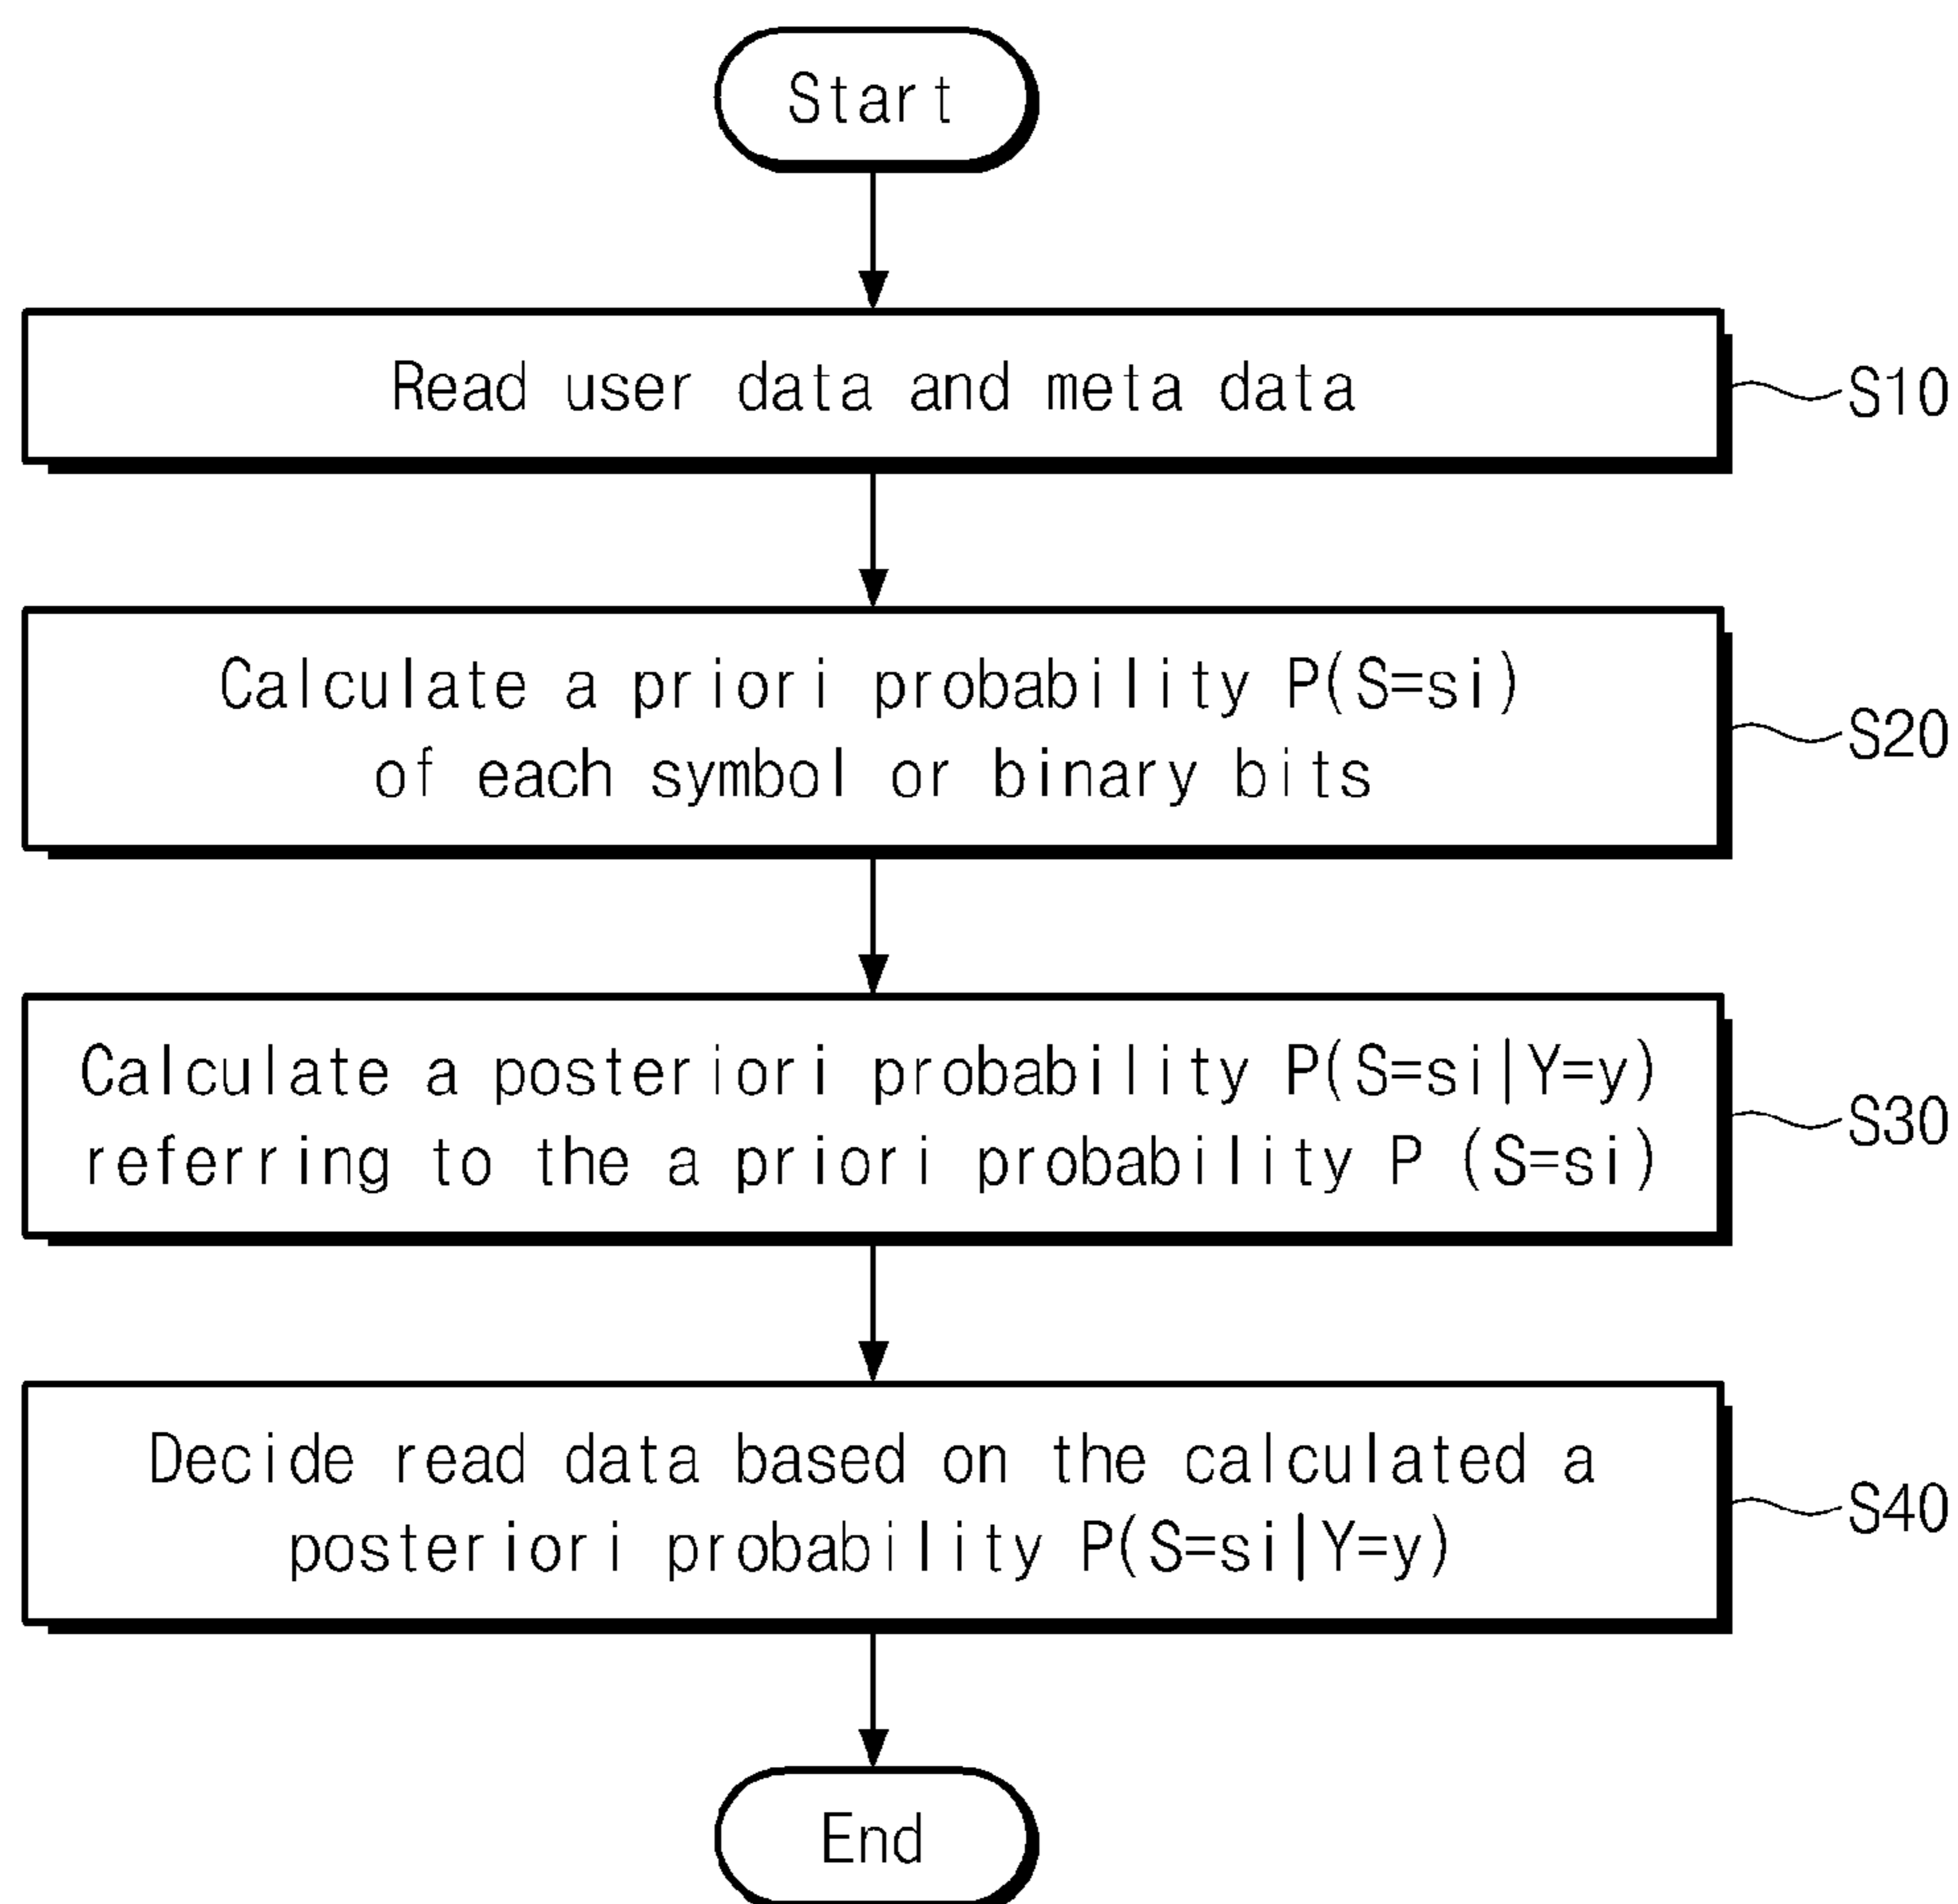 Start
Read user data and meta data
S10
Calculate a priori probability P(S=si)
of each symbol or binary bits
S20
Calculate a posteriori probability P(S=si|Y=y)
referring to the a priori probability P (S=si)
S30
Decide read data based on the calculated a
posteriori probability P(S=si|Y=y)
S40
End